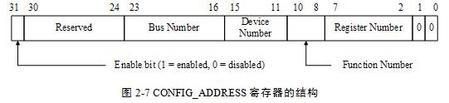 31 30 24 23 16 15 11 10 8 7 2 1 0
Reserved Bus Number Device Number Register Number 0 0
Enable bit (1 = enabled, 0 = disabled) Function Number
图 2-7 CONFIG_ADDRESS 寄存器的结构